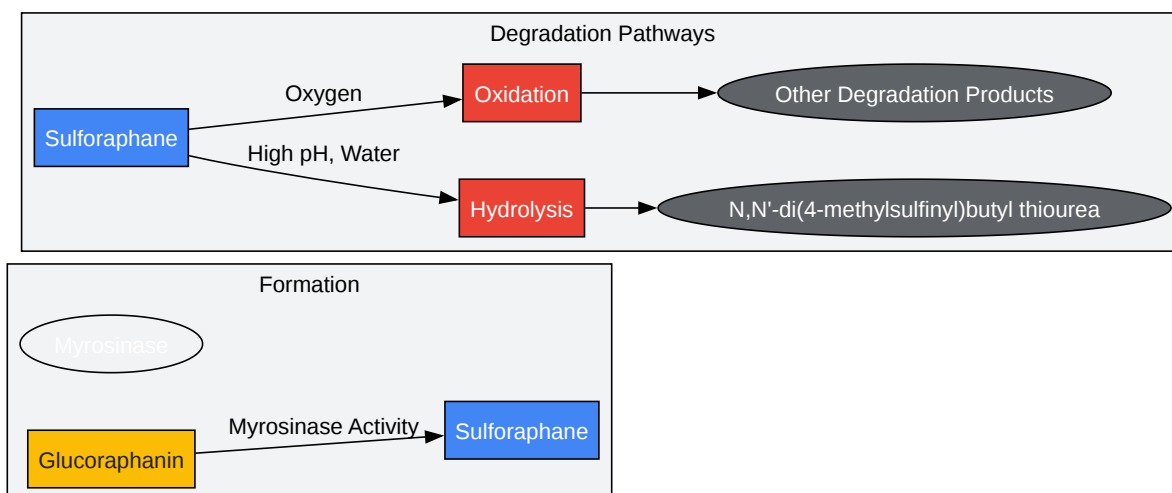 Degradation Pathways
Oxygen
Oxidation
Other Degradation Products
Sulforaphane
High pH, Water
Hydrolysis
N,N'-di(4-methylsulfinyl)butyl thiourea
Formation
Myrosinase
Myrosinase Activity
Sulforaphane
Glucoraphanin